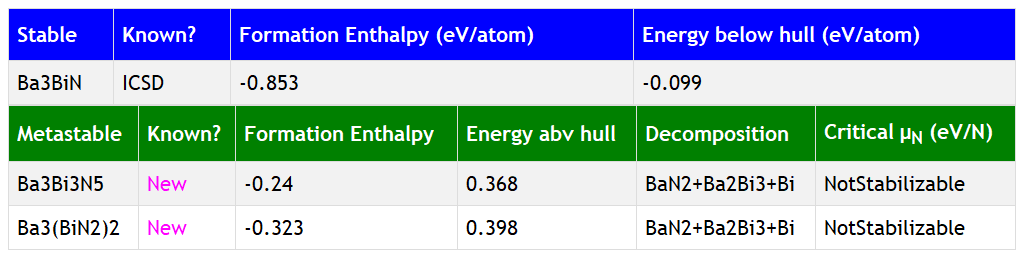 Stable Known? Formation Enthalpy (eV/atom) Energy below hull (eV/atom)
Ba3BiN ICSD -0.853 -0.099
Metastable Known? Formation Enthalpy Energy abv hull Decomposition Critical μN (eV/N)
Ba3Bi3N5 New -0.24 0.368 BaN2+Ba2Bi3+Bi NotStabilizable
Ba3(BiN2)2 New -0.323 0.398 BaN2+Ba2Bi3+Bi NotStabilizable